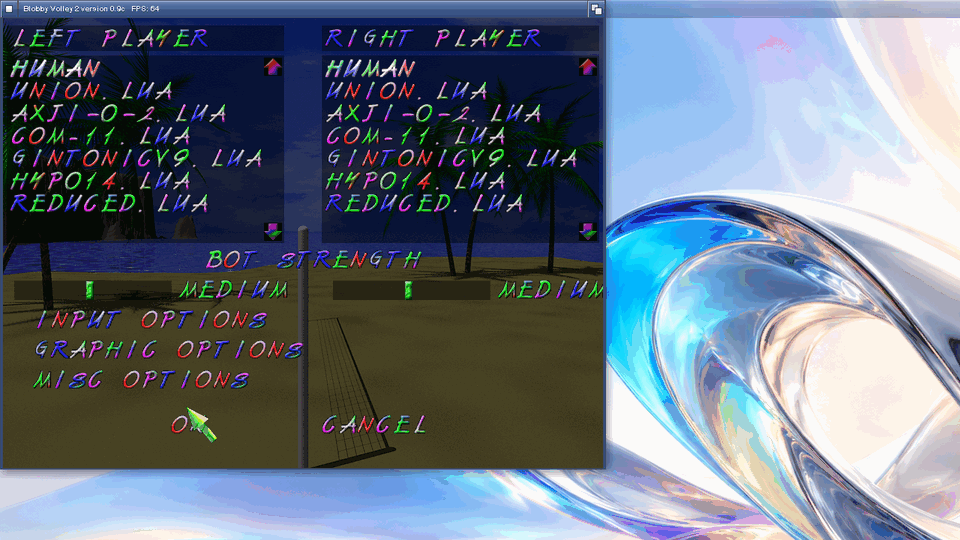 Blobby Volley 2 version 0.9c FPS: 64
LEFT PLAYER
HUMAN
UNION. LUA
AXJI-0-2. LUA
COM-11. LUA
GINTONICV9. LUA
HYPO14. LUA
REDUCED. LUA
RIGHT PLAYER
HUMAN
UNION. LUA
AXJI-0-2. LUA
COM-11. LUA
GINTONICV9. LUA
HYPO14. LUA
REDUCED. LUA
BOT STRENGTH
MEDIUM
MEDIUM
INPUT OPTIONS
GRAPHIC OPTIONS
MISC OPTIONS
OK
CANCEL